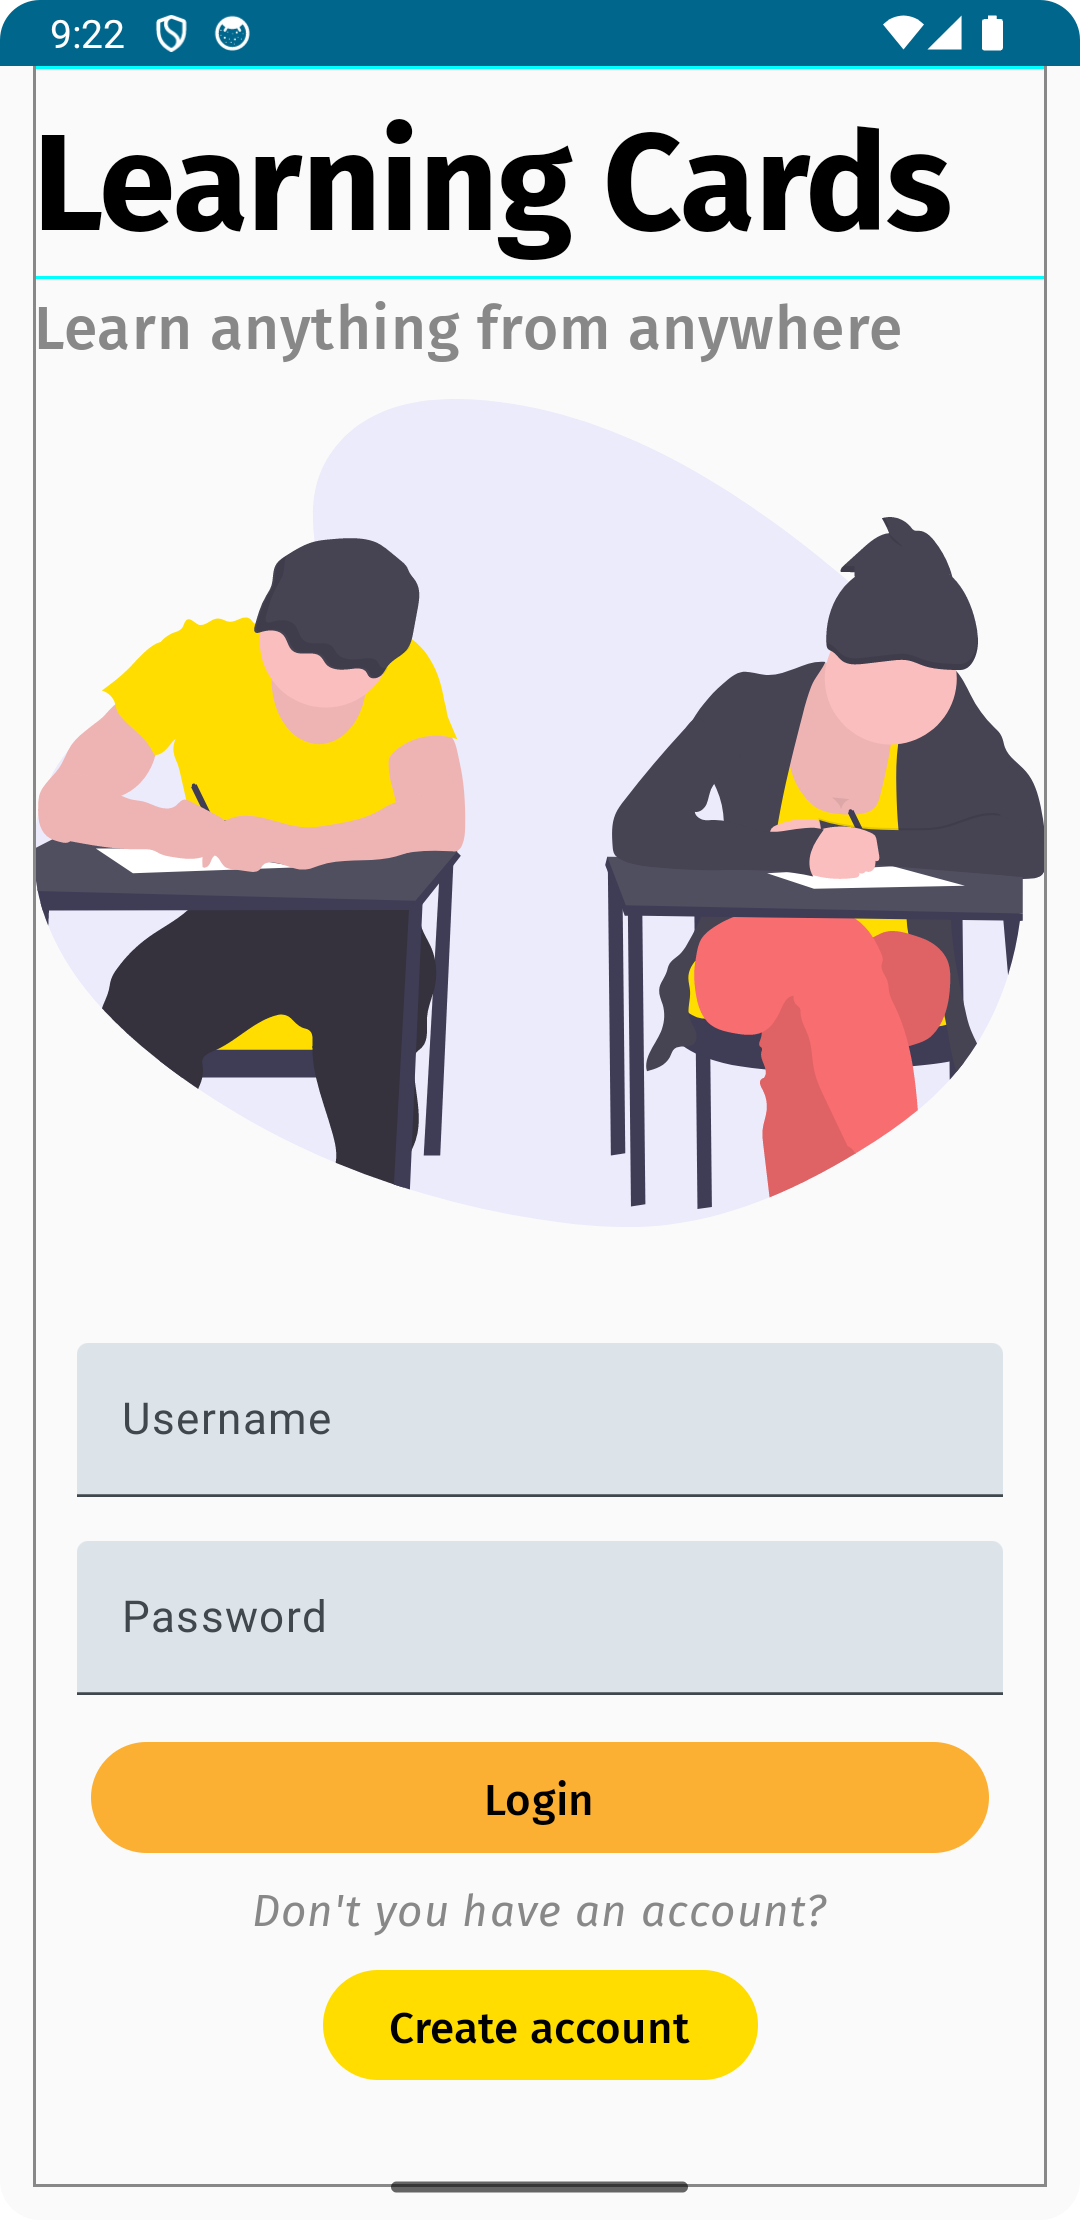 9:22
Learning Cards
Learn anything from anywhere
Username
Password
Login
Don't you have an account?
Create account